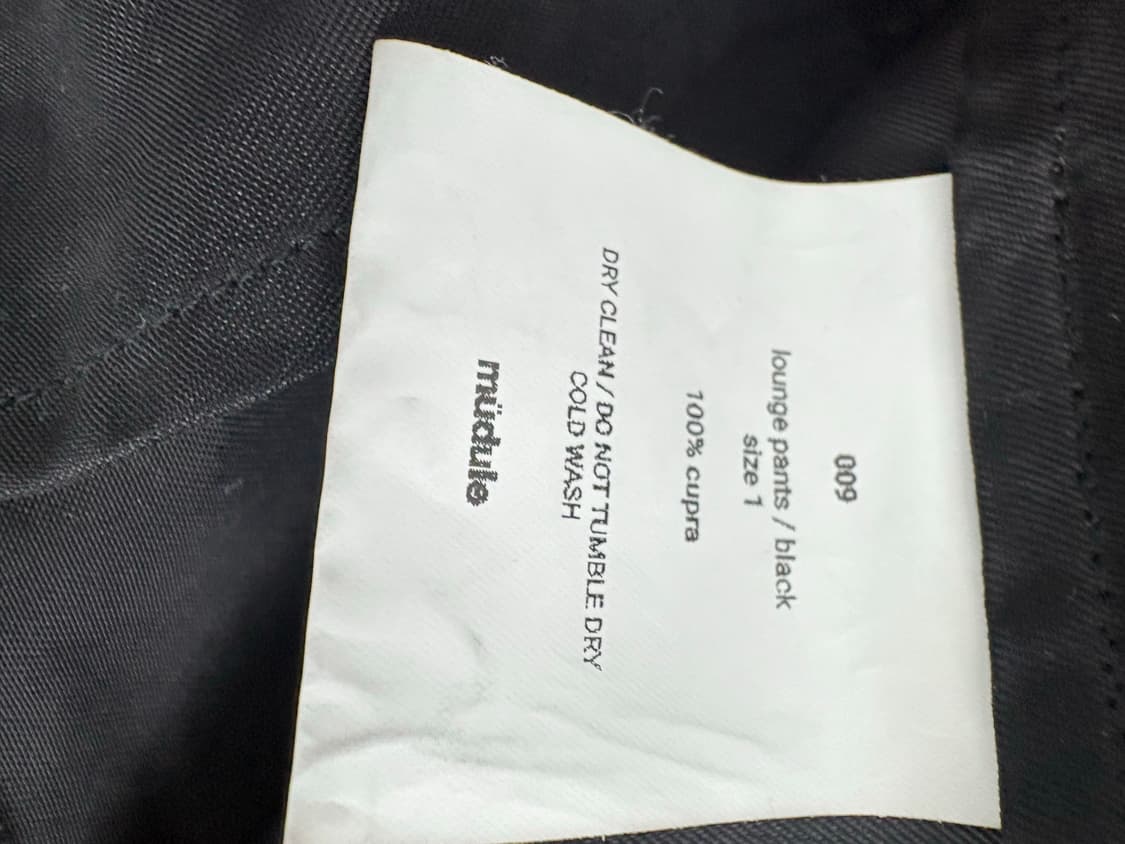 009
lounge pants / black
size 1
100% cupra
DRY CLEAN / DO NOT TUMBLE DRY
COLD WASH
müdule